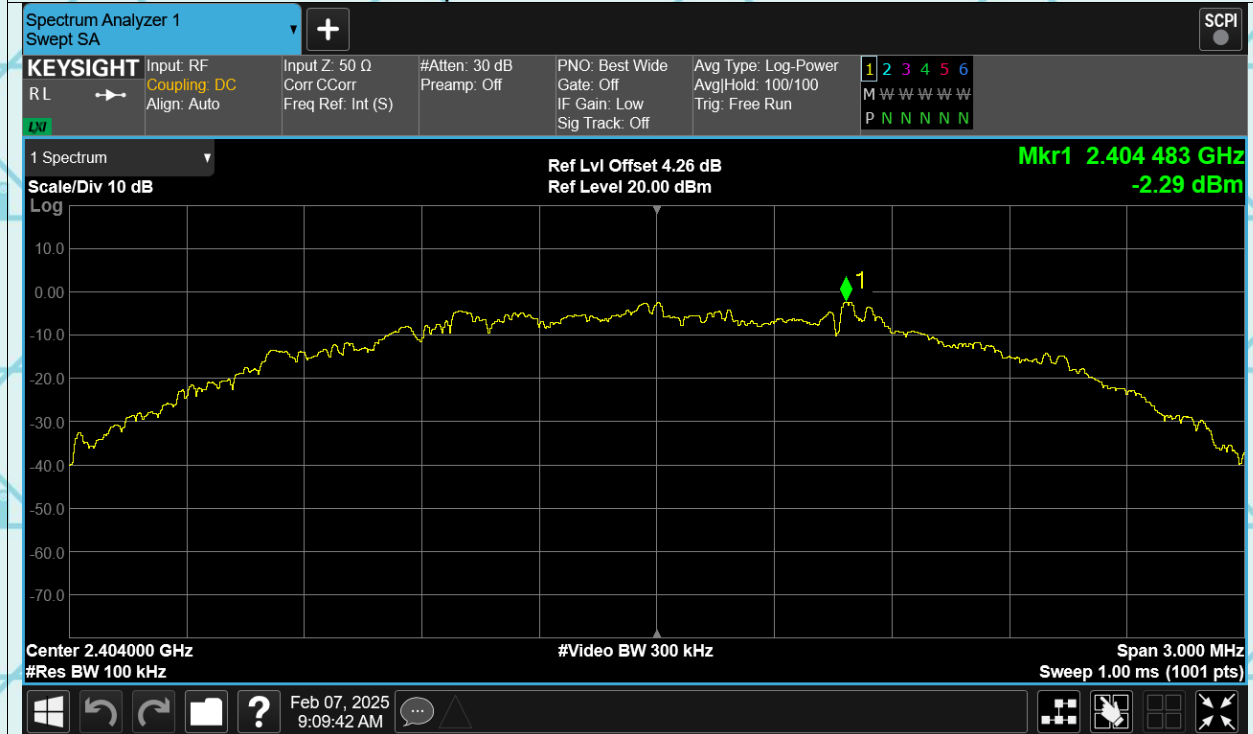 Spectrum Analyzer 1
Swept SA
+
SCPI
KEYSIGHT
R L
LXI
Input: RF
Coupling: DC
Align: Auto
Input Z: 50 Ω
Corr CCorr
Freq Ref: Int (S)
#Atten: 30 dB
Preamp: Off
PNO: Best Wide
Gate: Off
IF Gain: Low
Sig Track: Off
Avg Type: Log-Power
Avg|Hold: 100/100
Trig: Free Run
1 2 3 4 5 6
M W W W W W
P N N N N N
1 Spectrum
Scale/Div 10 dB
Log
Ref Lvl Offset 4.26 dB
Ref Level 20.00 dBm
Mkr1 2.404 483 GHz
-2.29 dBm
10.0
0.00
1
-10.0
-20.0
-30.0
-40.0
-50.0
-60.0
-70.0
Center 2.404000 GHz
#Res BW 100 kHz
#Video BW 300 kHz
Span 3.000 MHz
Sweep 1.00 ms (1001 pts)
?
Feb 07, 2025
9:09:42 AM